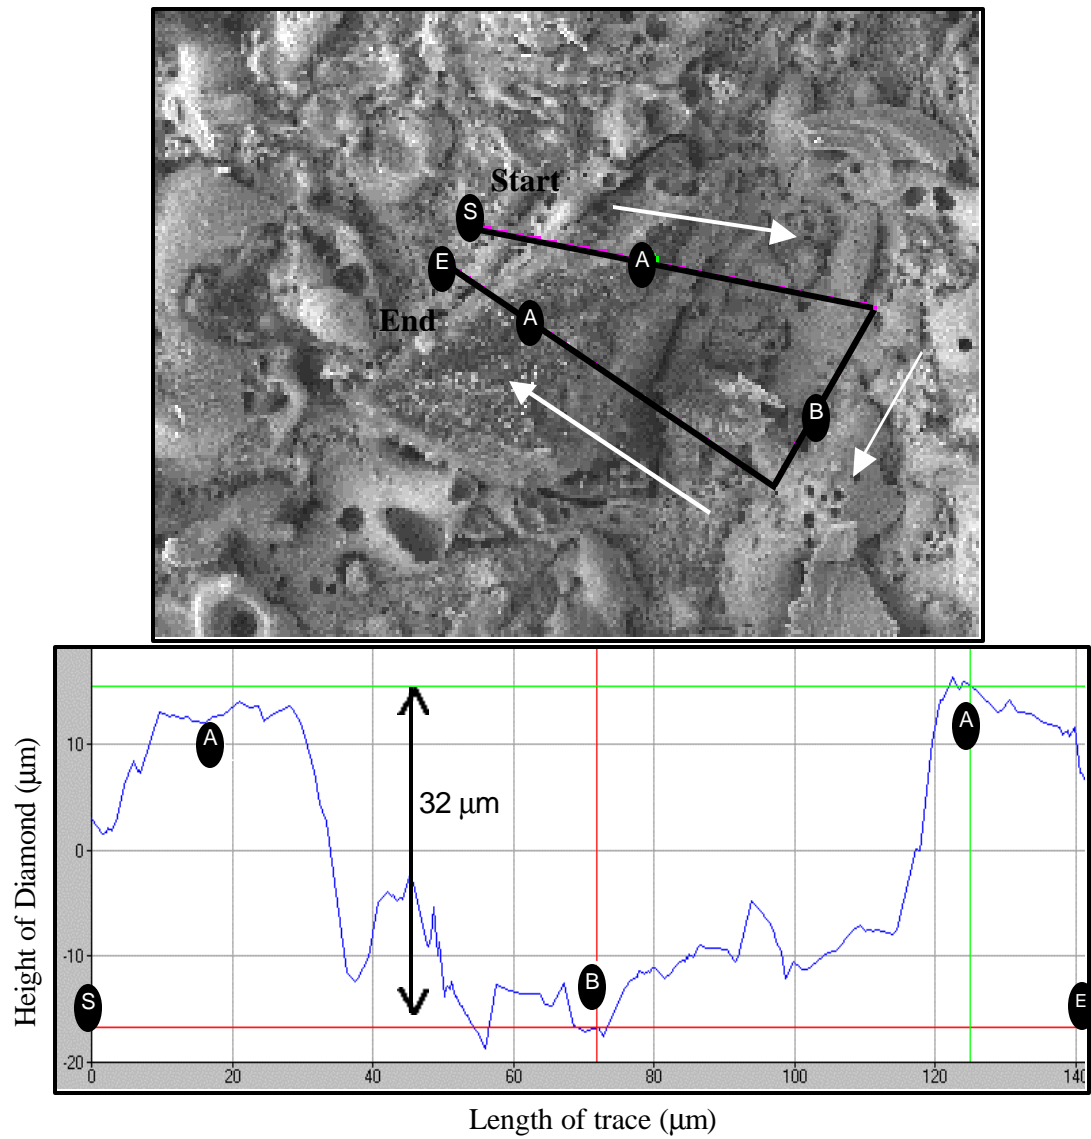 Start
S
E
A
End
A
B
Height of Diamond (μm)
10
0
-10
-20
A
A
32 μm
B
S
E
0
20
40
60
80
100
120
140
Length of trace (μm)